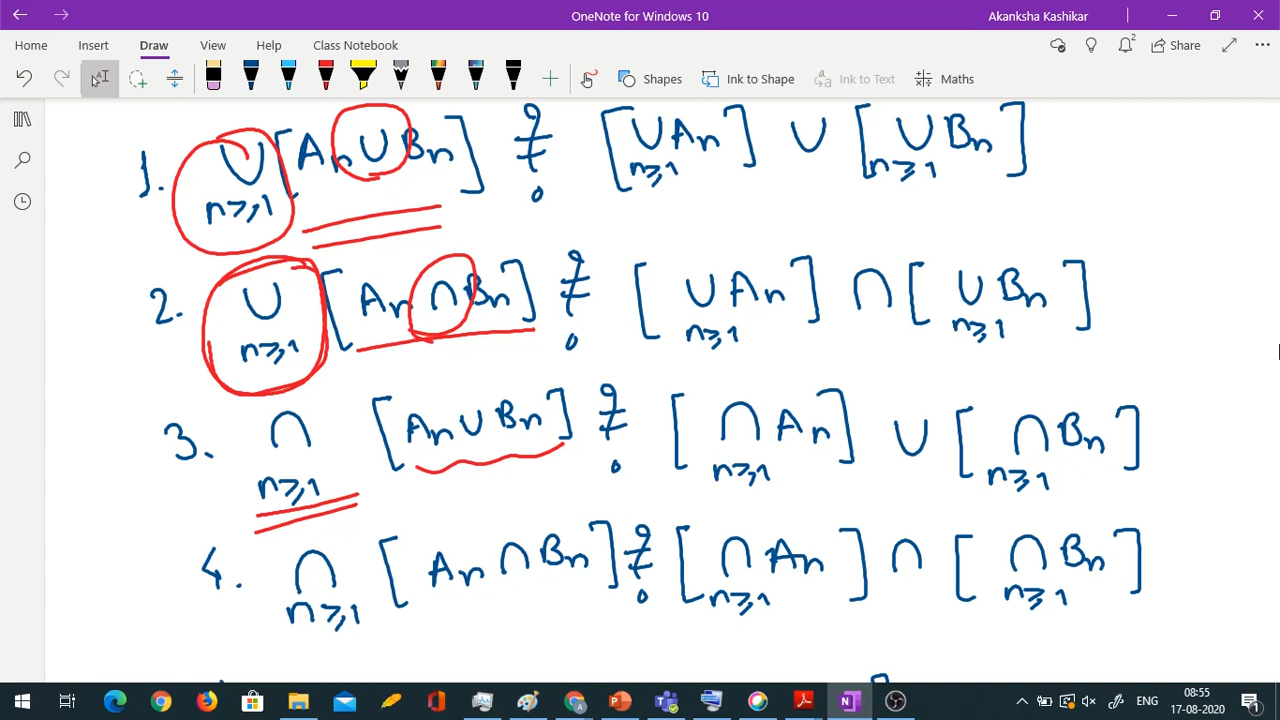 OneNote for Windows 10
Akanksha Kashikar
Home Insert Draw View Help Class Notebook Share
Shapes Ink to Shape Ink to Text Maths
1. ∪ n≥1 [An ∪ Bn] ≟ [∪ n≥1 An] ∪ [∪ n≥1 Bn]
2. ∪ n≥1 [An ∩ Bn] ≟ [∪ n≥1 An] ∩ [∪ n≥1 Bn]
3. ∩ n≥1 [An ∪ Bn] ≟ [∩ n≥1 An] ∪ [∩ n≥1 Bn]
4. ∩ n≥1 [An ∩ Bn] ≟ [∩ n≥1 An] ∩ [∩ n≥1 Bn]
ENG 08:55
17-08-2020